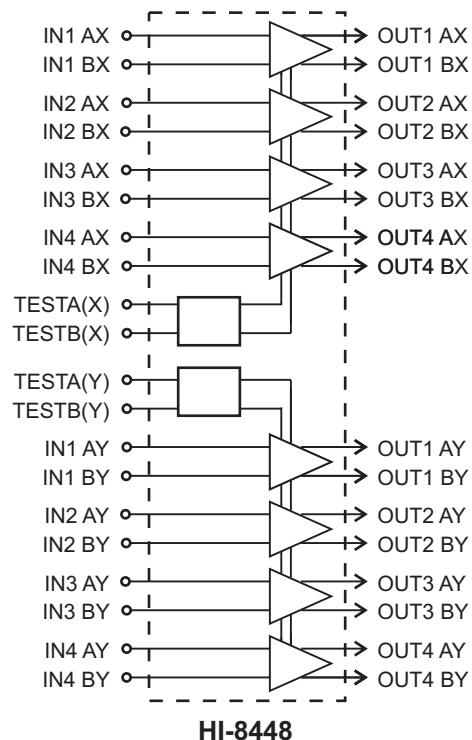 IN1 AX OUT1 AX
IN1 BX OUT1 BX
IN2 AX OUT2 AX
IN2 BX OUT2 BX
IN3 AX OUT3 AX
IN3 BX OUT3 BX
IN4 AX OUT4 AX
IN4 BX OUT4 BX
TESTA(X)
TESTB(X)
TESTA(Y)
TESTB(Y)
IN1 AY OUT1 AY
IN1 BY OUT1 BY
IN2 AY OUT2 AY
IN2 BY OUT2 BY
IN3 AY OUT3 AY
IN3 BY OUT3 BY
IN4 AY OUT4 AY
IN4 BY OUT4 BY
HI-8448